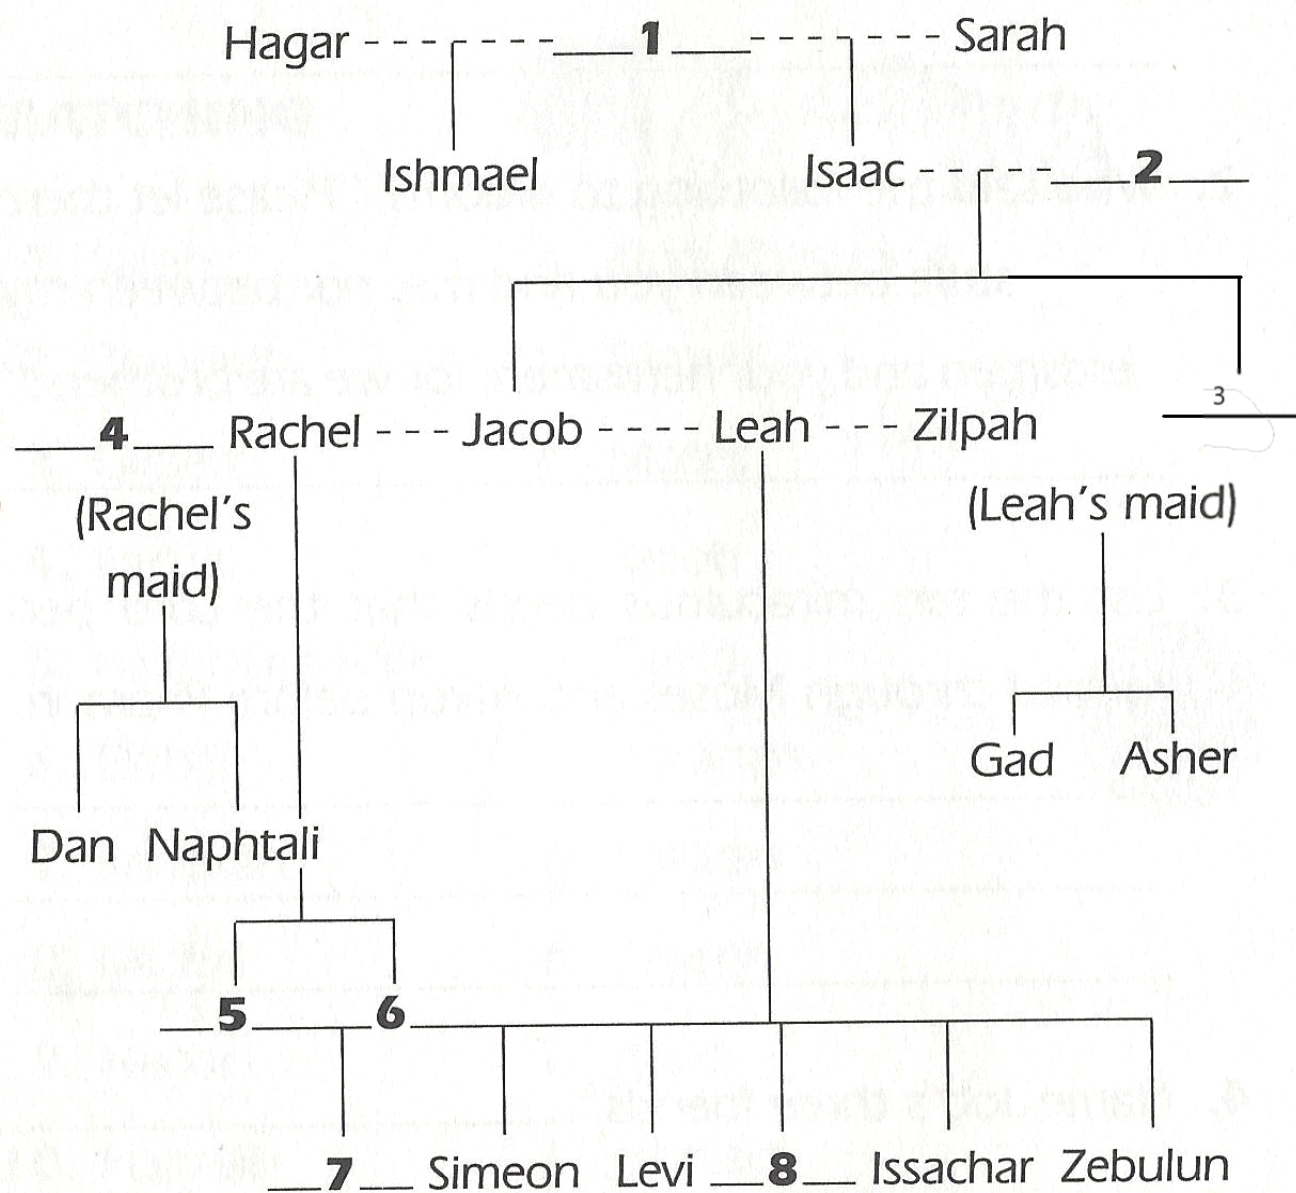 Hagar 1 Sarah
Ishmael Isaac 2
3
4 Rachel Jacob Leah Zilpah
(Rachel's (Leah's maid)
maid)
Gad Asher
Dan Naphtali
5 6
7 Simeon Levi 8 Issachar Zebulun